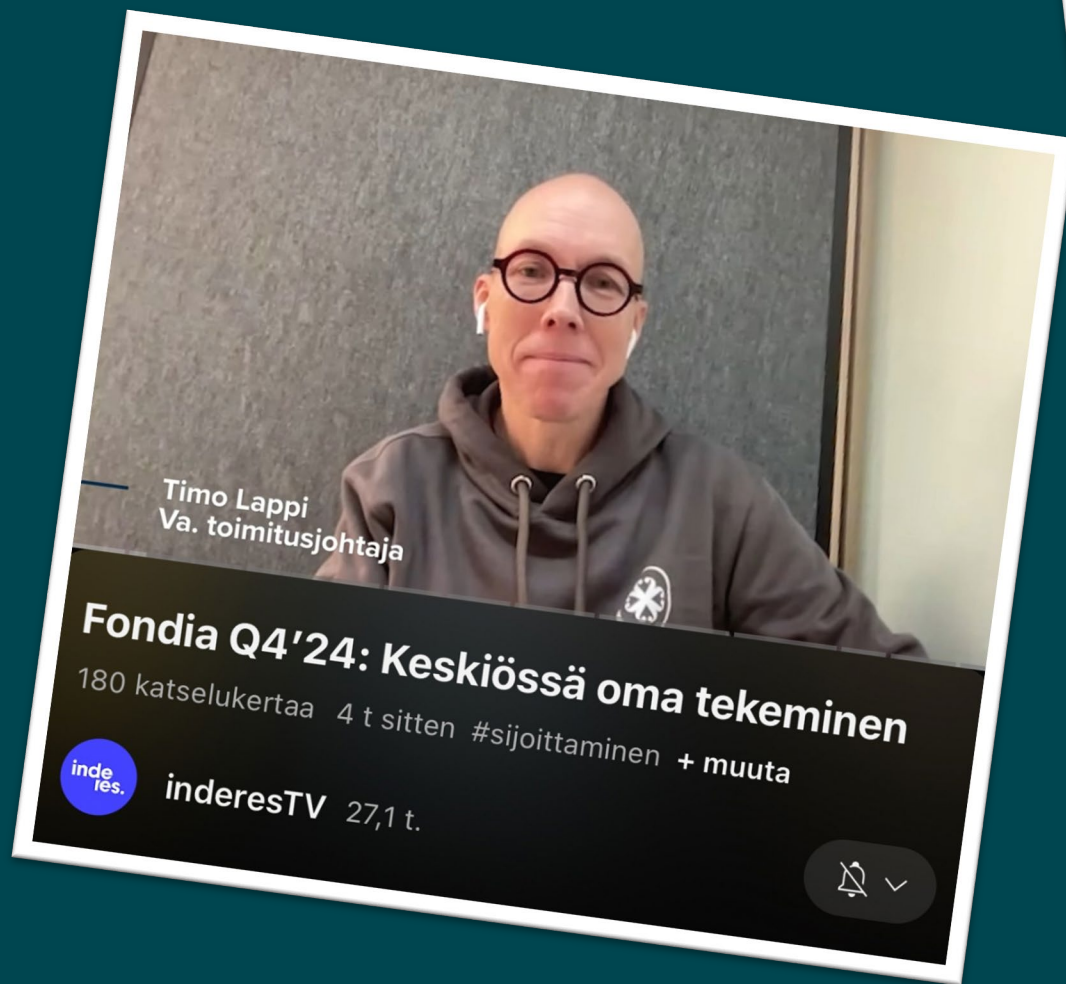 Timo Lappi
Va. toimitusjohtaja
Fondia Q4’24: Keskiössä oma tekeminen
180 katselukertaa 4 t sitten #sijoittaminen + muuta
inde
res.
inderesTV 27,1 t.